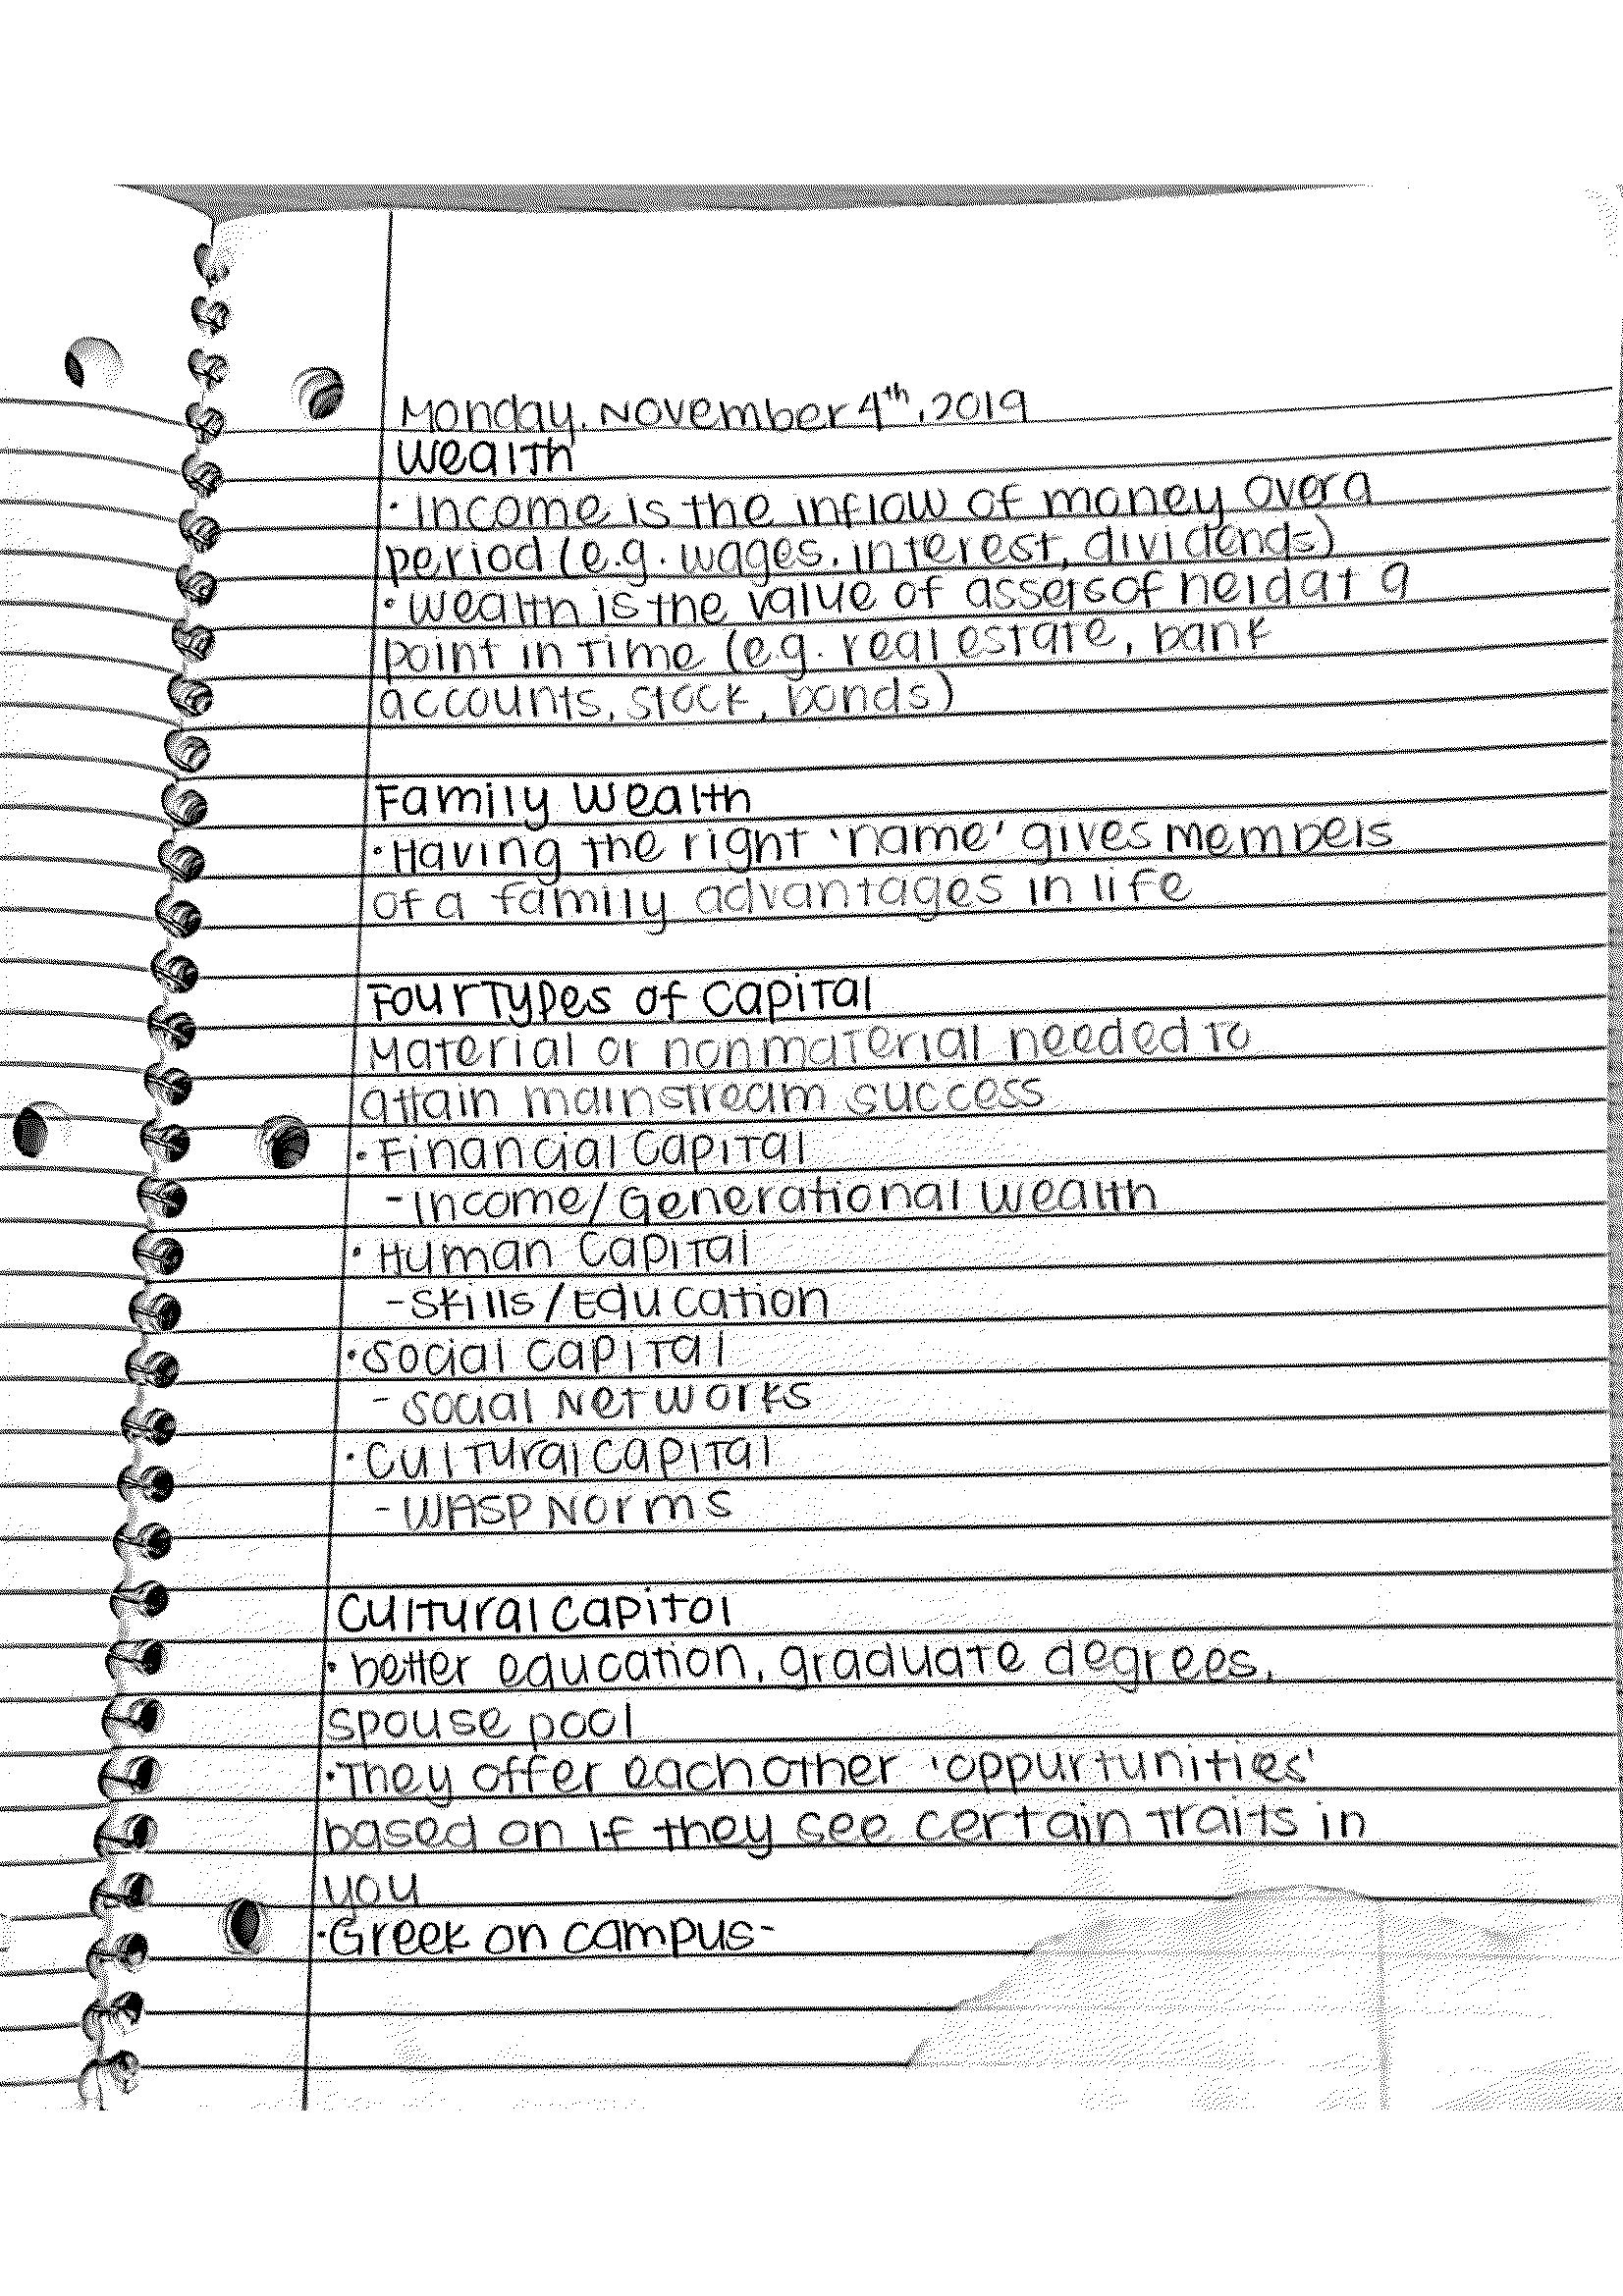 Monday, November 4th, 2019
Wealth
· Income is the inflow of money over a
period (e.g. wages, interest, dividends)
· Wealth is the value of assets of held at a
point in time (e.g. real estate, bank
accounts, stock, bonds)
Family Wealth
· Having the right 'name' gives members
of a family advantages in life
Four Types of Capital
Material or nonmaterial needed to
attain mainstream success
· Financial Capital
- Income/Generational Wealth
· Human Capital
- Skills/Education
· Social Capital
- Social Networks
· Cultural Capital
- WASP Norms
Cultural Capitol
· better education, graduate degrees,
spouse pool
· They offer each other 'oppurtunities'
based on if they see certain traits in
you
· Greek on campus-